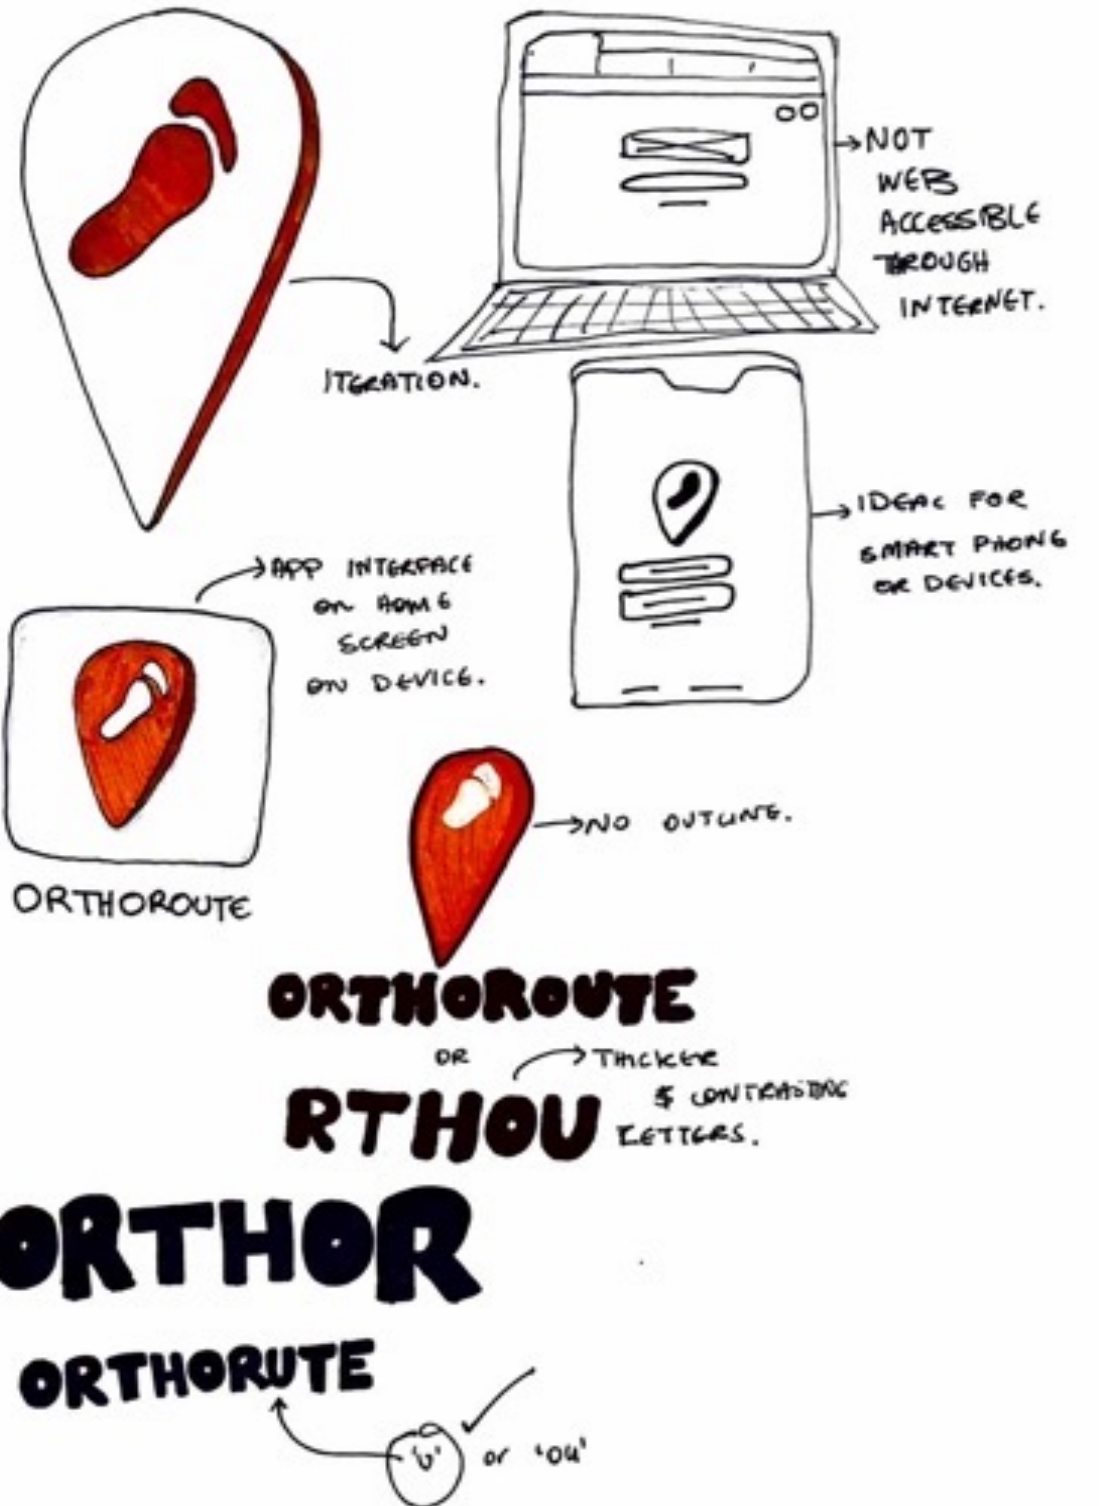 NOT
WEB
ACCESSIBLE
THROUGH
INTERNET.
ITERATION.
IDEAL FOR
SMART PHONE
OR DEVICES.
APP INTERFACE
ON HOME
SCREEN
ON DEVICE.
NO OUTLINE.
ORTHOROUTE
ORTHOROUTE
OR
THICKER
& CONTRASTING
LETTERS.
RTHOU
ORTHOR
ORTHORUTE
'U' or 'OU'